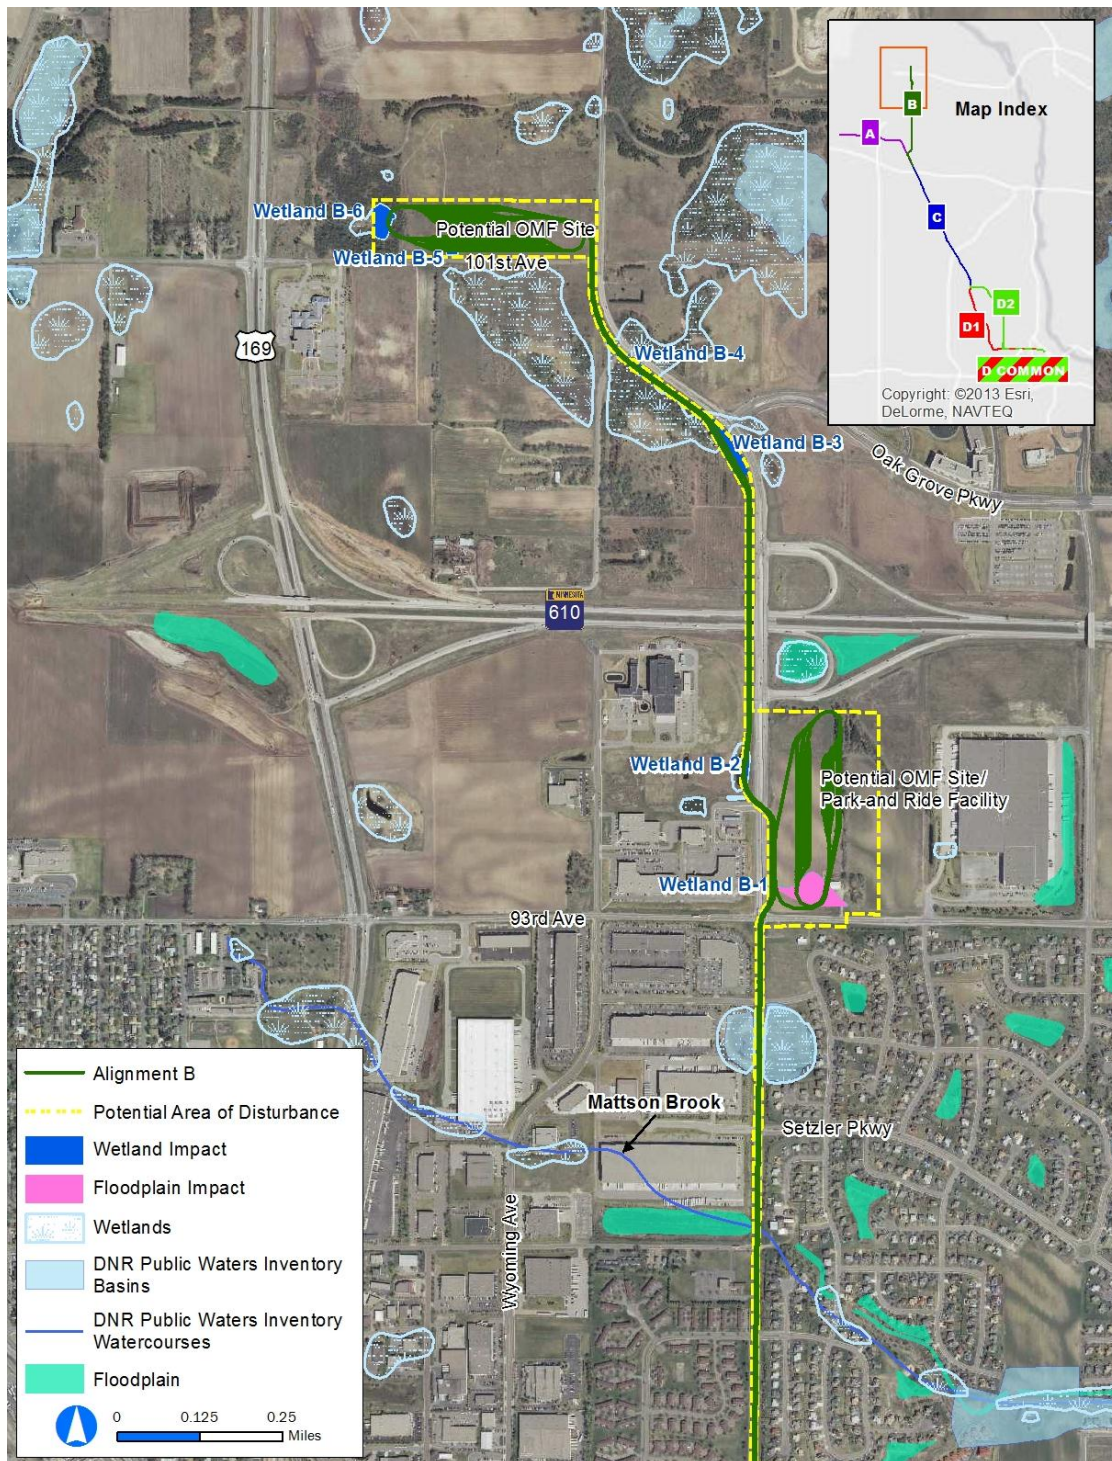 Map Index
B
A
C
D2
D1
D COMMON
Copyright: ©2013 Esri,
DeLorme, NAVTEQ
Wetland B-6
Potential OMF Site
Wetland B-5
101st Ave
169
Wetland B-4
Wetland B-3
Oak Grove Pkwy
MINNESOTA
610
Wetland B-2
Potential OMF Site/
Park-and Ride Facility
Wetland B-1
93rd Ave
Mattson Brook
Setzler Pkwy
Wyoming Ave
Alignment B
Potential Area of Disturbance
Wetland Impact
Floodplain Impact
Wetlands
DNR Public Waters Inventory
Basins
DNR Public Waters Inventory
Watercourses
Floodplain
0 0.125 0.25
Miles